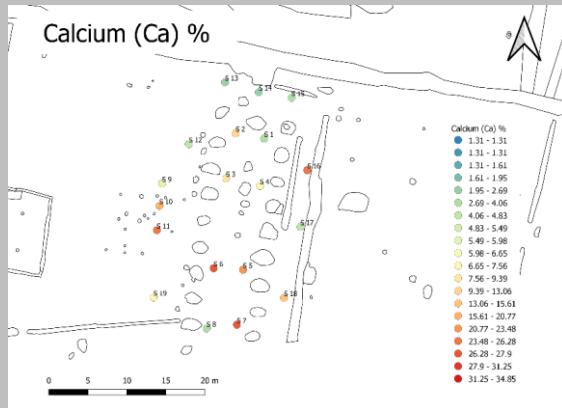 Calcium (Ca) %
S 13
S 14
S 15
S 2
S 1
S 12
S 16
S 3
S 4
S 9
S 10
S 11
S 17
S 6
S 5
S 19
S 18
S 8
S 7
Calcium (Ca) %
1.31 - 1.31
1.31 - 1.31
1.31 - 1.61
1.61 - 1.95
1.95 - 2.69
2.69 - 4.06
4.06 - 4.83
4.83 - 5.49
5.49 - 5.98
5.98 - 6.65
6.65 - 7.56
7.56 - 9.39
9.39 - 13.06
13.06 - 15.61
15.61 - 20.77
20.77 - 23.48
23.48 - 26.28
26.28 - 27.9
27.9 - 31.25
31.25 - 34.85
0 5 10 15 20 m